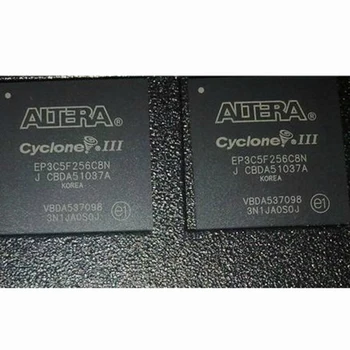 ALTERA®
Cyclone® III
EP3C5F256C8N
J CBDA51037A
KOREA
VBDA537098
3N1JA0S0J
e1
ALTERA®
Cyclone® III
EP3C5F256C8N
J CBDA51037A
KOREA
VBDA537098
3N1JA0S0J
e1